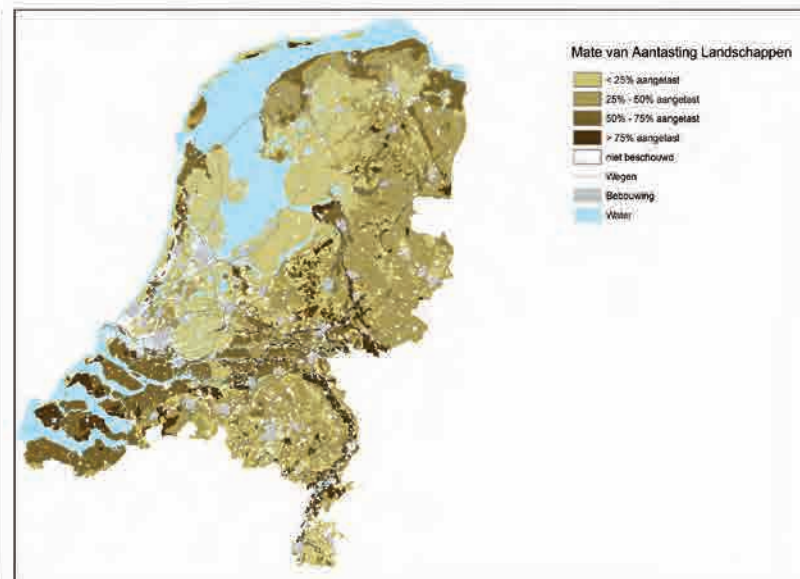 Mate van Aantasting Landschappen
< 25% aangetast
25% - 50% aangetast
50% - 75% aangetast
> 75% aangetast
niet beschouwd
Wegen
Bebouwing
Water